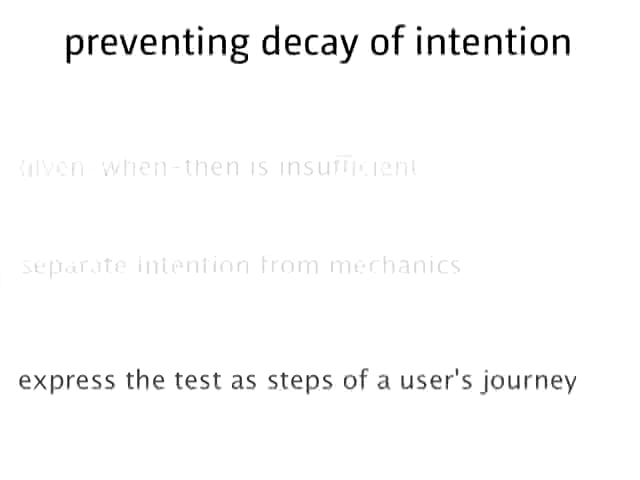 preventing decay of intention
given-when-then is insufficient
separate intention from mechanics
express the test as steps of a user's journey